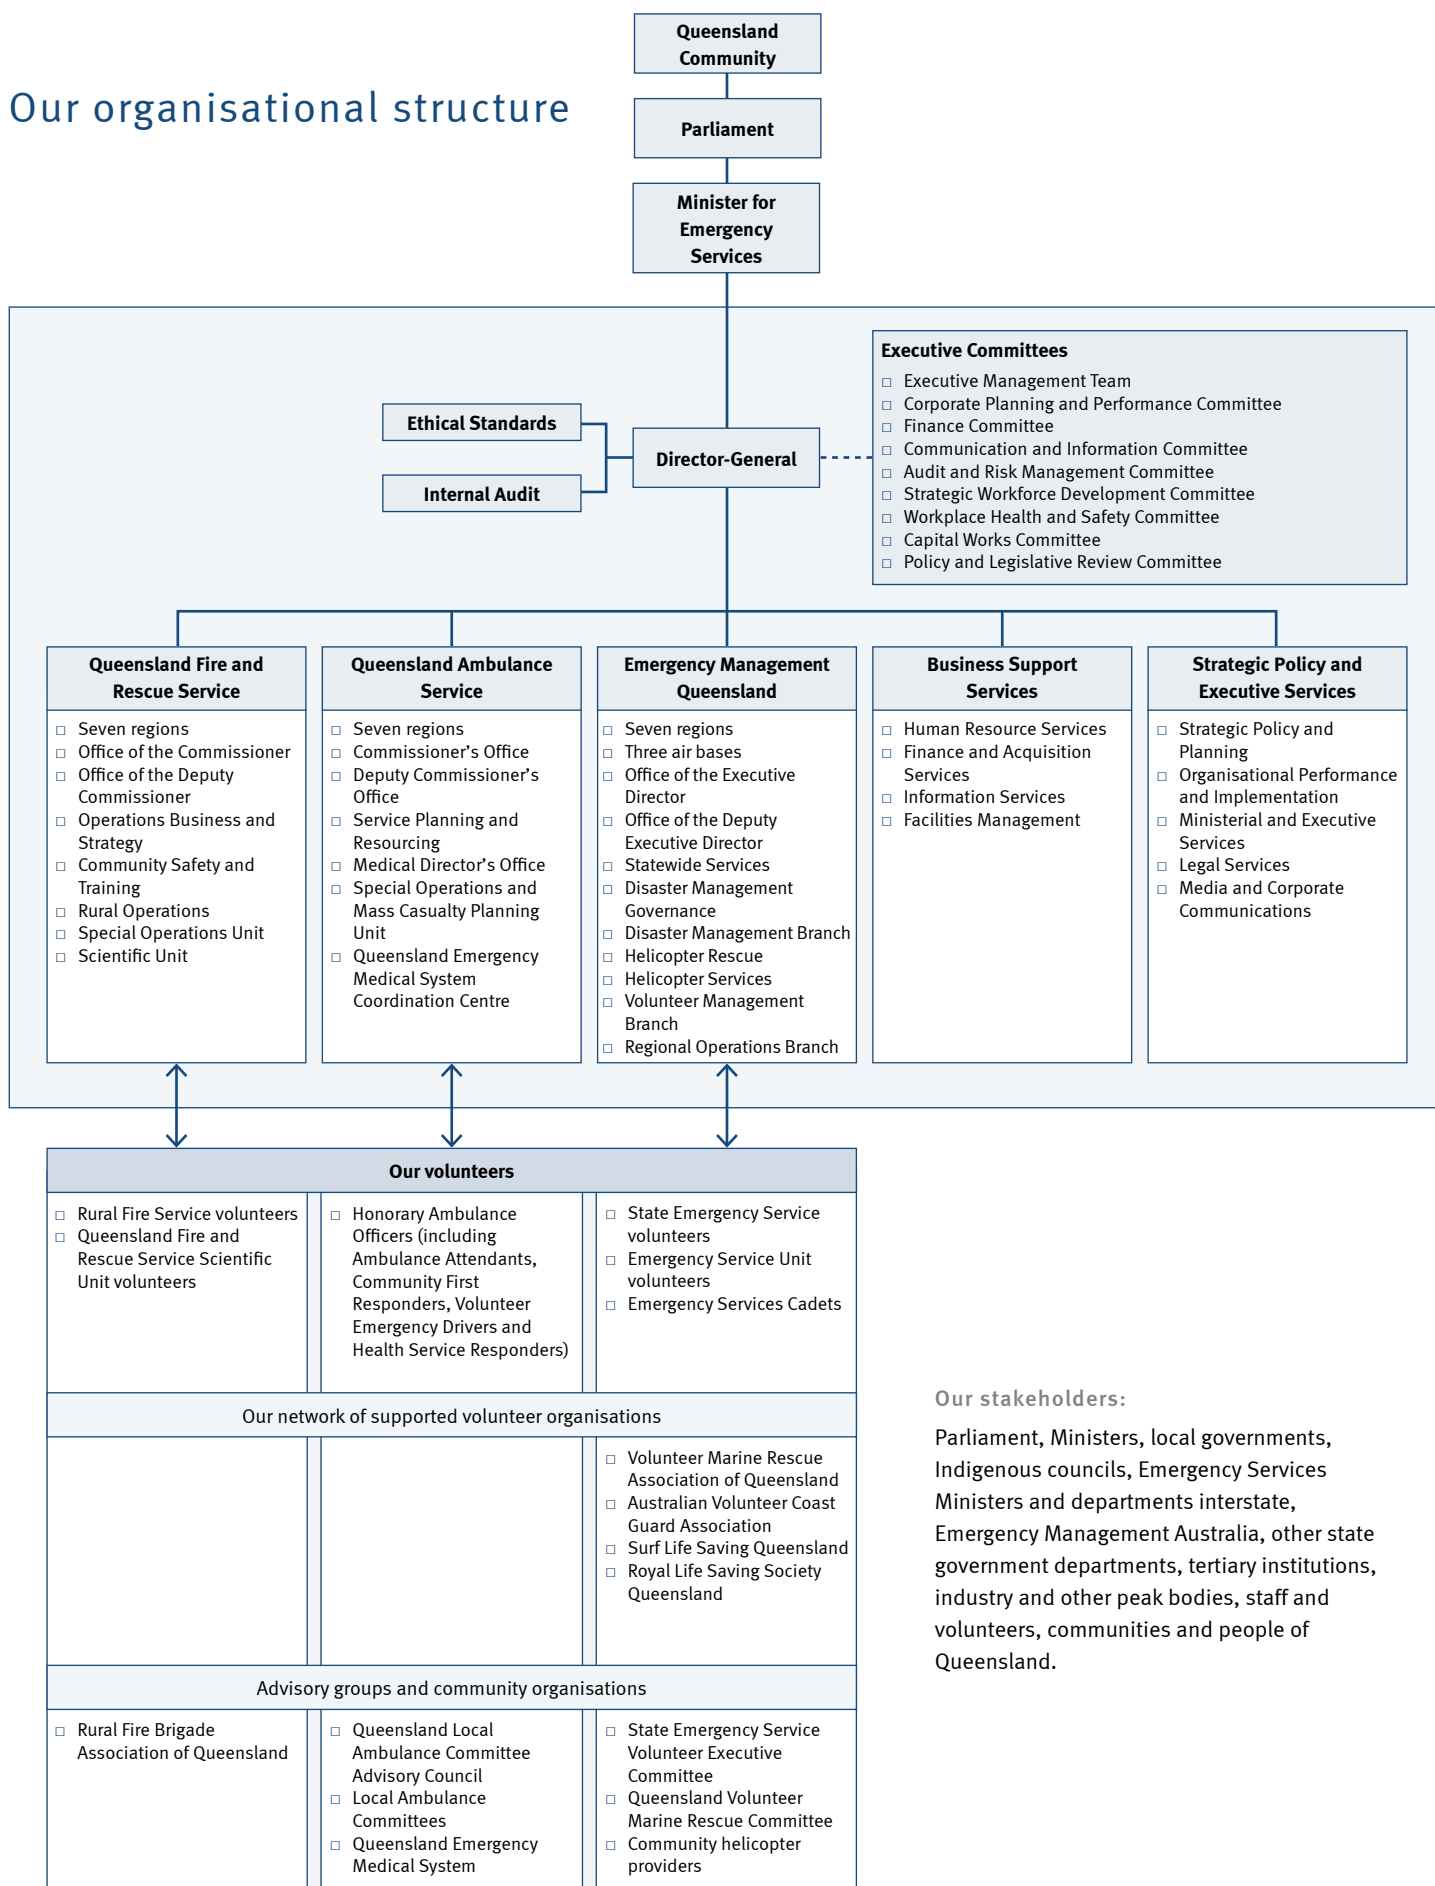 Queensland
Community
Our organisational structure
Parliament
Minister for
Emergency
Services
Executive Committees
□ Executive Management Team
□ Corporate Planning and Performance Committee
□ Finance Committee
□ Communication and Information Committee
□ Audit and Risk Management Committee
□ Strategic Workforce Development Committee
□ Workplace Health and Safety Committee
□ Capital Works Committee
□ Policy and Legislative Review Committee
Ethical Standards
Director-General
Internal Audit
Queensland Fire and
Rescue Service
□ Seven regions
□ Office of the Commissioner
□ Office of the Deputy
Commissioner
□ Operations Business and
Strategy
□ Community Safety and
Training
□ Rural Operations
□ Special Operations Unit
□ Scientific Unit
Queensland Ambulance
Service
□ Seven regions
□ Commissioner's Office
□ Deputy Commissioner's
Office
□ Service Planning and
Resourcing
□ Medical Director's Office
□ Special Operations and
Mass Casualty Planning
Unit
□ Queensland Emergency
Medical System
Coordination Centre
Emergency Management
Queensland
□ Seven regions
□ Three air bases
□ Office of the Executive
Director
□ Office of the Deputy
Executive Director
□ Statewide Services
□ Disaster Management
Governance
□ Disaster Management Branch
□ Helicopter Rescue
□ Helicopter Services
□ Volunteer Management
Branch
□ Regional Operations Branch
Business Support
Services
□ Human Resource Services
□ Finance and Acquisition
Services
□ Information Services
□ Facilities Management
Strategic Policy and
Executive Services
□ Strategic Policy and
Planning
□ Organisational Performance
and Implementation
□ Ministerial and Executive
Services
□ Legal Services
□ Media and Corporate
Communications
Our volunteers
□ Rural Fire Service volunteers
□ Queensland Fire and
Rescue Service Scientific
Unit volunteers
□ Honorary Ambulance
Officers (including
Ambulance Attendants,
Community First
Responders, Volunteer
Emergency Drivers and
Health Service Responders)
□ State Emergency Service
volunteers
□ Emergency Service Unit
volunteers
□ Emergency Services Cadets
Our network of supported volunteer organisations
□ Volunteer Marine Rescue
Association of Queensland
□ Australian Volunteer Coast
Guard Association
□ Surf Life Saving Queensland
□ Royal Life Saving Society
Queensland
Advisory groups and community organisations
□ Rural Fire Brigade
Association of Queensland
□ Queensland Local
Ambulance Committee
Advisory Council
□ Local Ambulance
Committees
□ Queensland Emergency
Medical System
□ State Emergency Service
Volunteer Executive
Committee
□ Queensland Volunteer
Marine Rescue Committee
□ Community helicopter
providers
Our stakeholders:
Parliament, Ministers, local governments,
Indigenous councils, Emergency Services
Ministers and departments interstate,
Emergency Management Australia, other state
government departments, tertiary institutions,
industry and other peak bodies, staff and
volunteers, communities and people of
Queensland.